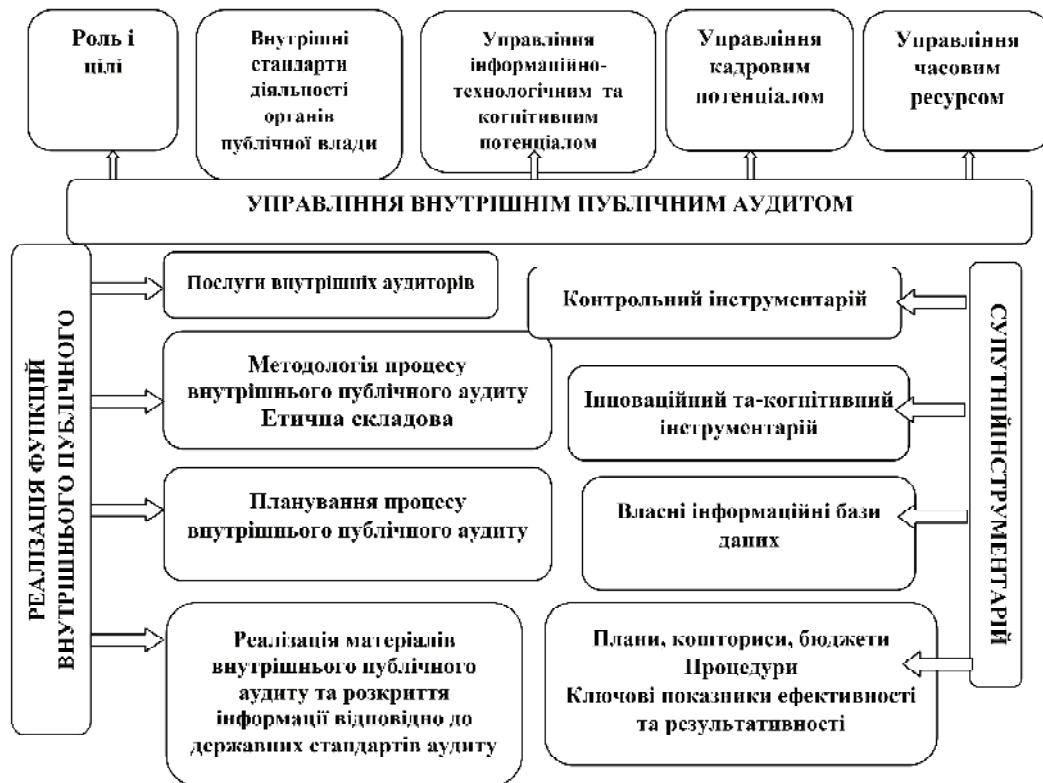 Роль і
цілі
Внутрішні
стандарти
діяльності
органів
публічної влади
Управління
інформаційно-
технологічним та
когнітивним
потенціалом
Управління
кадровим
потенціалом
Управління
часовим
ресурсом
УПРАВЛІННЯ ВНУТРІШНІМ ПУБЛІЧНИМ АУДИТОМ
РЕАЛІЗАЦІЯ ФУНКЦІЙ
ВНУТРІШНЬОГО ПУБЛІЧНОГО
Послуги внутрішніх аудиторів
Методологія процесу
внутрішнього публічного аудиту
Етична складова
Планування процесу
внутрішнього публічного аудиту
Реалізація матеріалів
внутрішнього публічного
аудиту та розкриття
інформації відповідно до
державних стандартів аудиту
Контрольний інструментарій
Інноваційний та-когнітивний
інструментарій
Власні інформаційні бази
даних
Плани, кошториси, бюджети
Процедури
Ключові показники ефективності
та результативності
СУПУТНІЙІНСТРУМЕНТАРІЙ